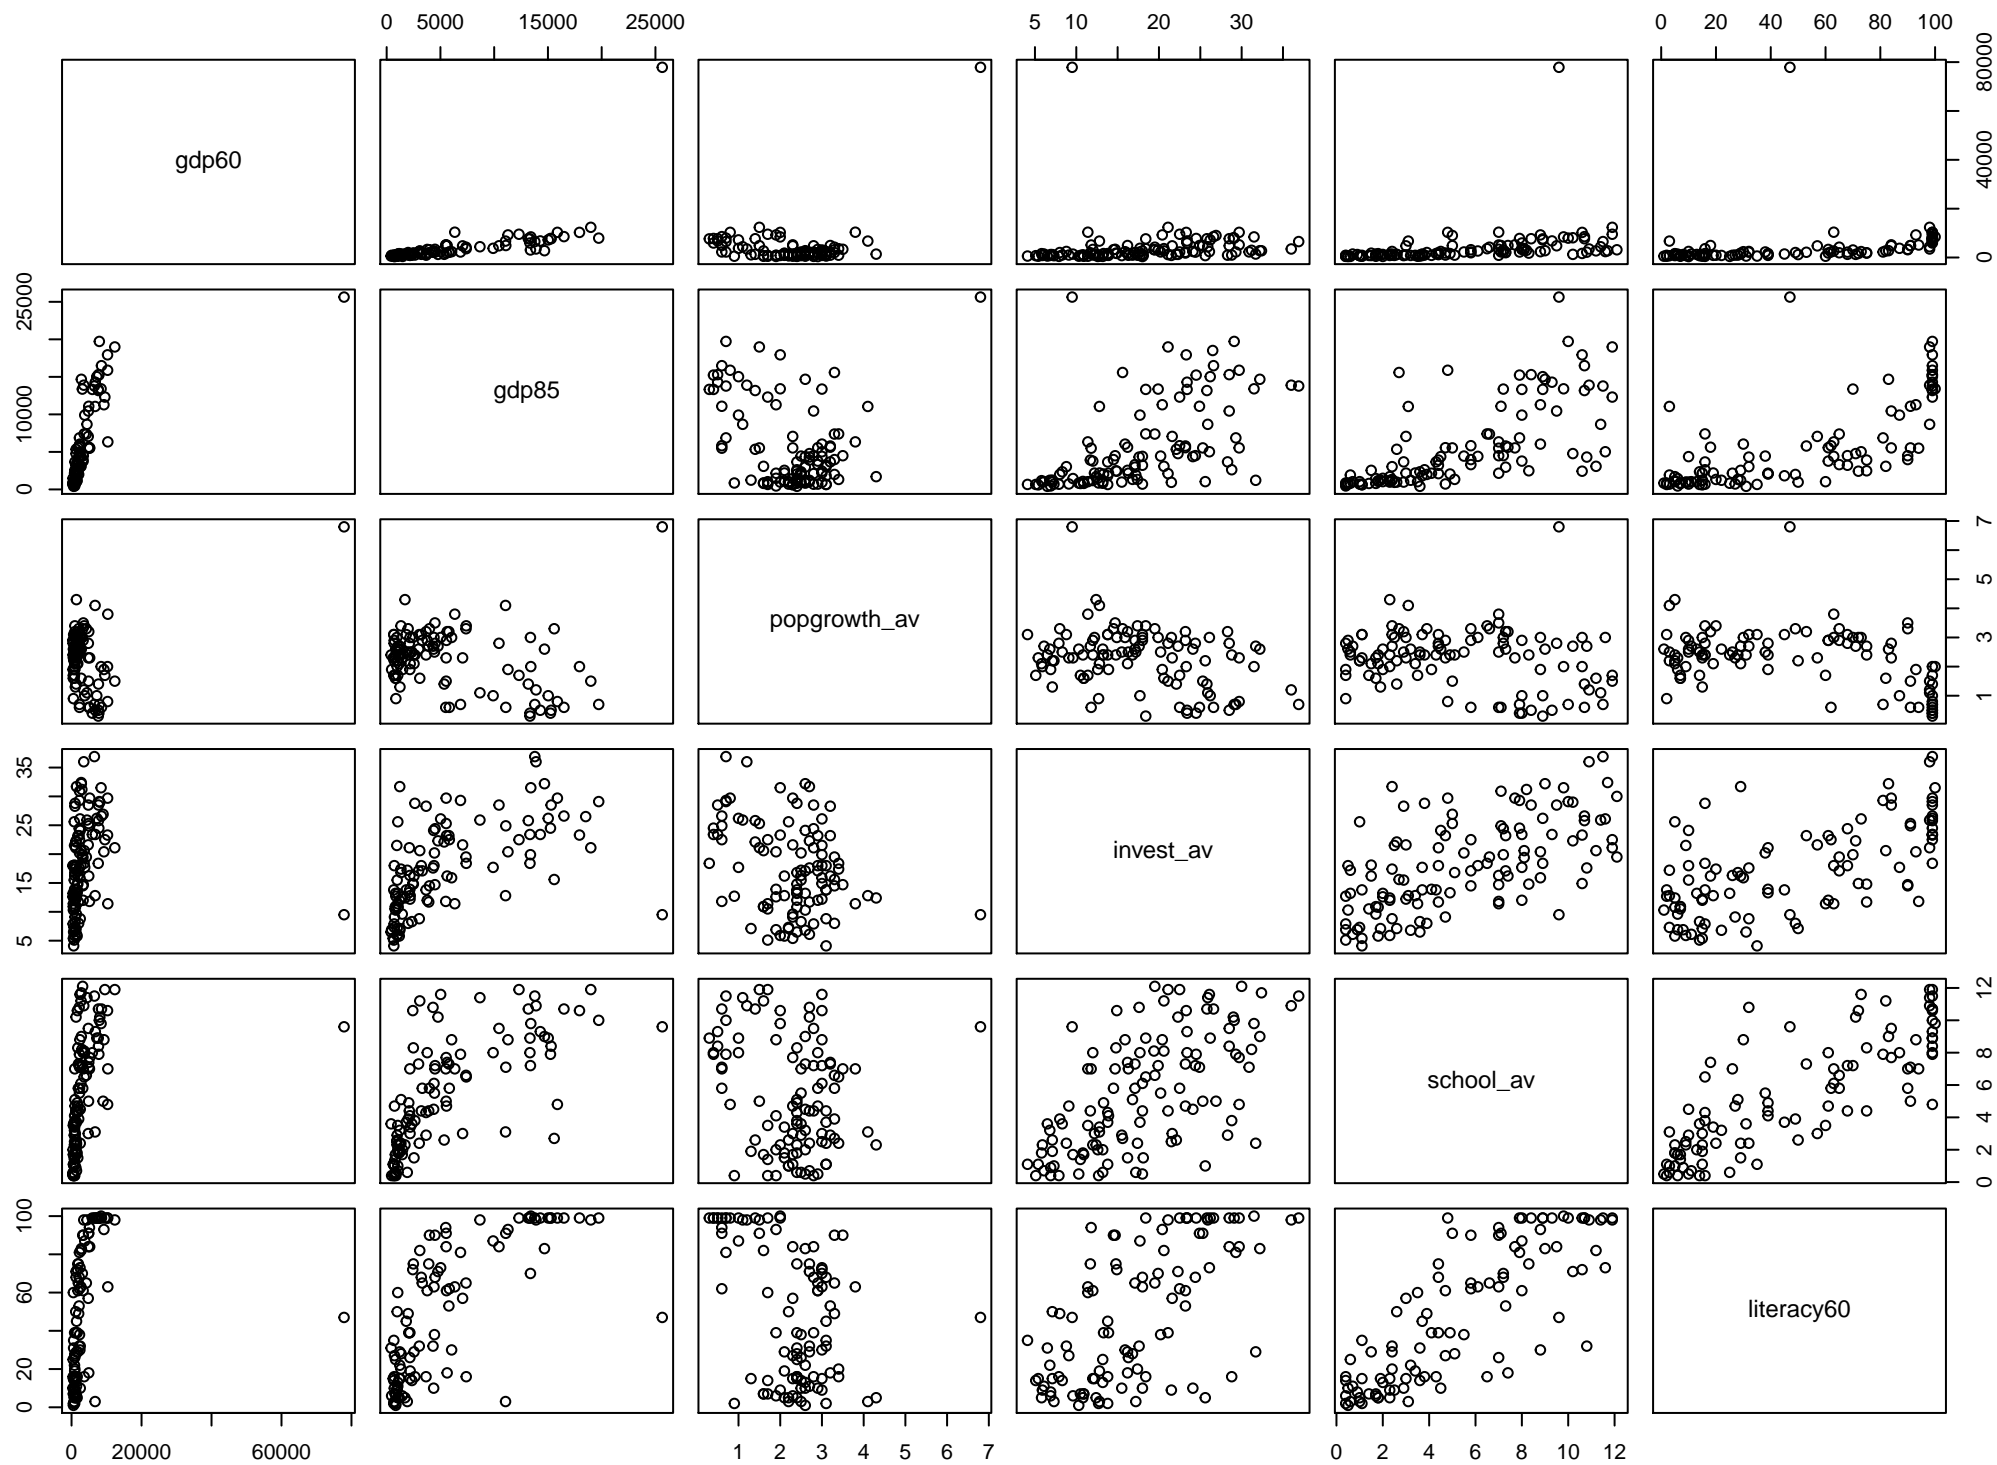 0 5000 15000 25000 5 10 20 30 0 20 40 60 80 100
gdp60
0 40000 80000
0 10000 25000
gdp85
popgrowth_av
1 3 5 7
5 15 25 35
invest_av
school_av
0 2 4 6 8 12
0 20 60 100
literacy60
0 20000 60000 1 2 3 4 5 6 7 0 2 4 6 8 10 12